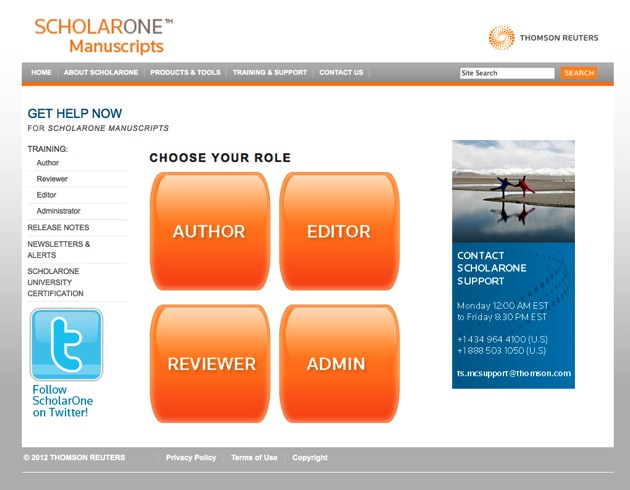 SCHOLARONE™
Manuscripts
THOMSON REUTERS
HOME ABOUT SCHOLARONE PRODUCTS & TOOLS TRAINING & SUPPORT CONTACT US
Site Search SEARCH
GET HELP NOW
FOR SCHOLARONE MANUSCRIPTS
TRAINING:
Author
Reviewer
Editor
Administrator
RELEASE NOTES
NEWSLETTERS &
ALERTS
SCHOLARONE
UNIVERSITY
CERTIFICATION
t
Follow
ScholarOne
on Twitter!
CHOOSE YOUR ROLE
AUTHOR EDITOR
REVIEWER ADMIN
CONTACT
SCHOLARONE
SUPPORT
Monday 12:00 AM EST
to Friday 8:30 PM EST
+1 434 964 4100 (U.S)
+1 888 503 1050 (U.S)
ts.mcsupport@thomson.com
© 2012 THOMSON REUTERS Privacy Policy Terms of Use Copyright